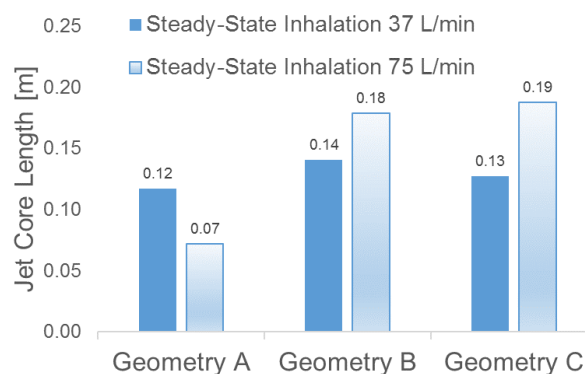 0.25
Steady-State Inhalation 37 L/min
Steady-State Inhalation 75 L/min
Jet Core Length [m]
0.20
0.15
0.10
0.05
0.00
0.12
0.07
0.14
0.18
0.13
0.19
Geometry A
Geometry B
Geometry C